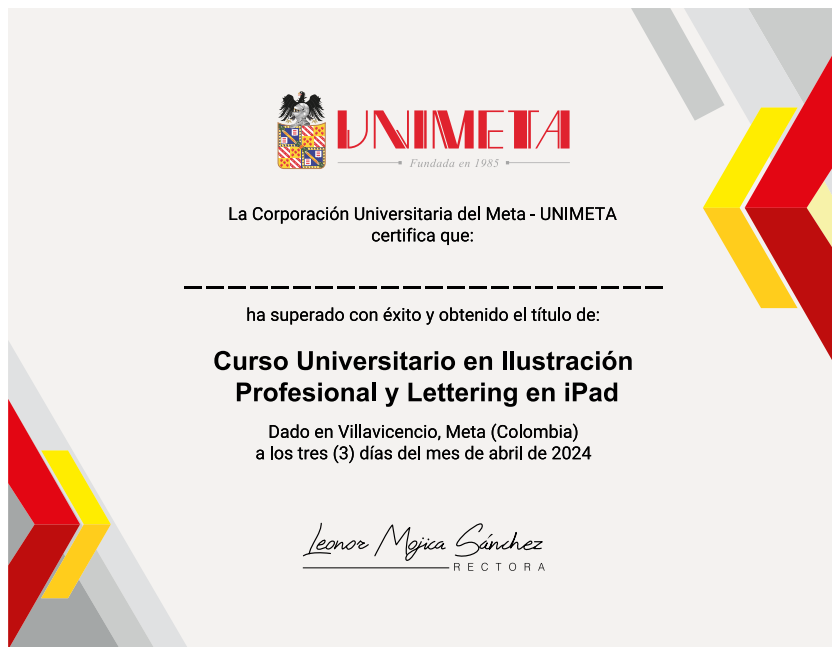 UNIMETA
Fundada en 1985
La Corporación Universitaria del Meta - UNIMETA
certifica que:
ha superado con éxito y obtenido el título de:
Curso Universitario en Ilustración
Profesional y Lettering en iPad
Dado en Villavicencio, Meta (Colombia)
a los tres (3) días del mes de abril de 2024
Leonor Mojica Sánchez
RECTORA